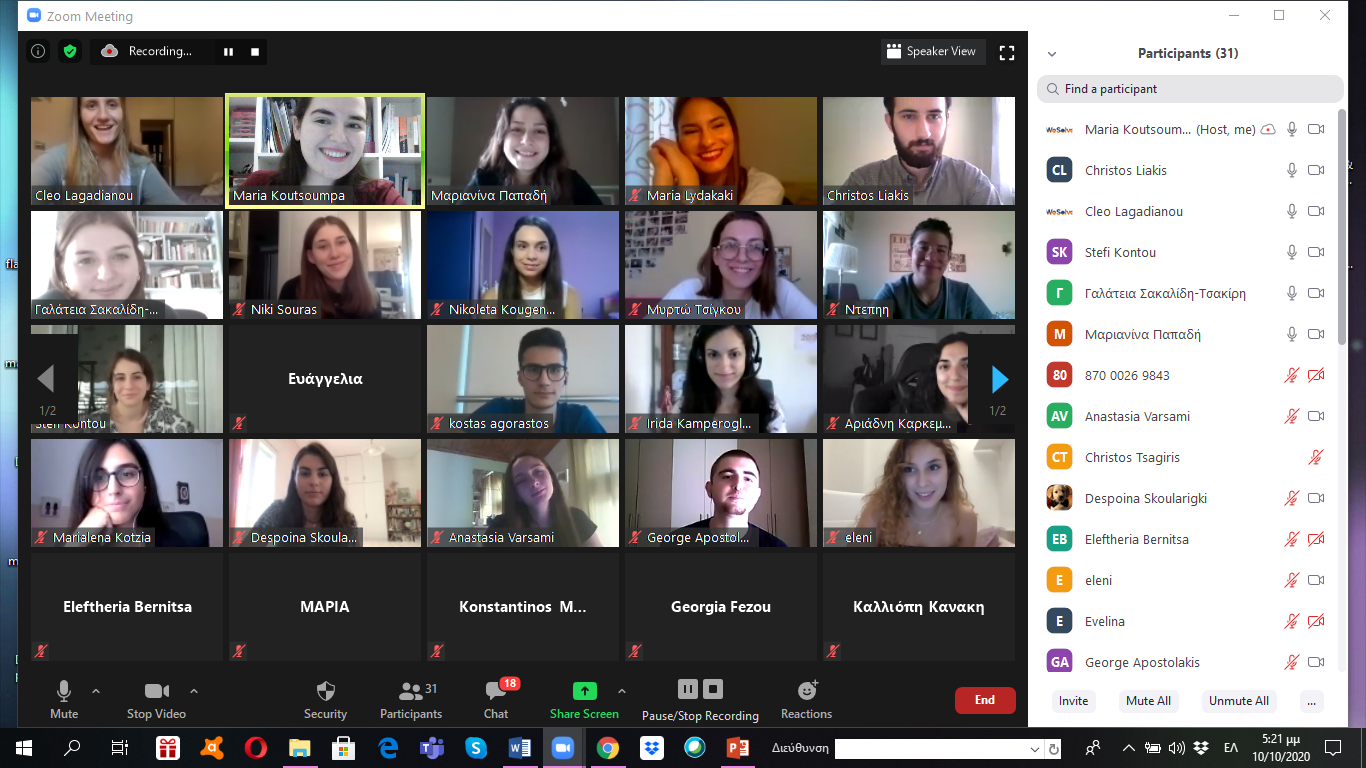 Zoom Meeting
Recording...
Speaker View
Cleo Lagadianou
Maria Koutsoumpa
Μαριανίνα Παπαδή
Maria Lydakaki
Christos Liakis
Γαλάτεια Σακαλίδη-...
Niki Souras
Nikoleta Kougen...
Μυρτώ Τσίγκου
Ντεπηη
1/2
Stefi Kontou
Ευάγγελια
kostas agorastos
Irida Kamperogl...
Αριάδνη Καρκεμ...
1/2
Marialena Kotzia
Despoina Skoula...
Anastasia Varsami
George Apostol...
eleni
Eleftheria Bernitsa
ΜΑΡΙΑ
Konstantinos M...
Georgia Fezou
Καλλιόπη Κανακη
Mute
Stop Video
Security
31
Participants
18
Chat
Share Screen
Pause/Stop Recording
Reactions
End
Participants (31)
Find a participant
WeSolve Maria Koutsoum... (Host, me)
CL Christos Liakis
WeSolve Cleo Lagadianou
SK Stefi Kontou
Γ Γαλάτεια Σακαλίδη-Τσακίρη
Μ Μαριανίνα Παπαδή
80 870 0026 9843
AV Anastasia Varsami
CT Christos Tsagiris
Despoina Skoularigki
EB Eleftheria Bernitsa
E eleni
E Evelina
GA George Apostolakis
Invite
Mute All
Unmute All
...
Διεύθυνση
ΕΛ
5:21 μμ
10/10/2020